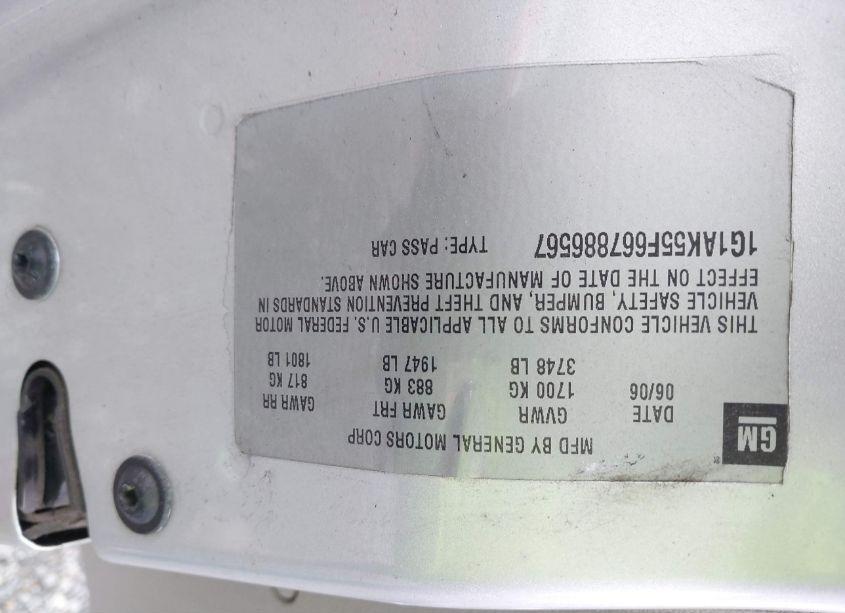 GM
MFD BY GENERAL MOTORS CORP
DATE GVWR GAWR FRT GAWR RR
06/06 1700 KG 883 KG 817 KG
3748 LB 1947 LB 1801 LB
THIS VEHICLE CONFORMS TO ALL APPLICABLE U.S. FEDERAL MOTOR
VEHICLE SAFETY, BUMPER, AND THEFT PREVENTION STANDARDS IN
EFFECT ON THE DATE OF MANUFACTURE SHOWN ABOVE.
1G1AK55F667886567 TYPE: PASS CAR